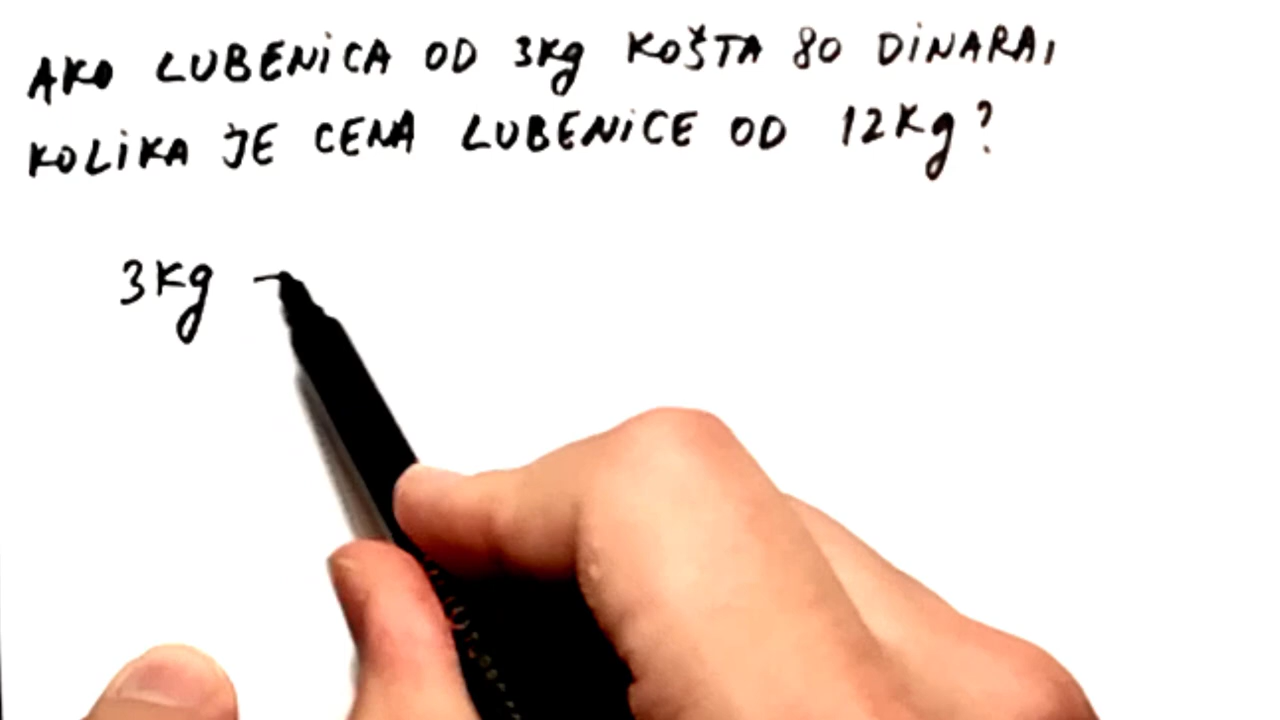 AKO LUBENiCA OD 3Kg KOŠTA 80 DiNARA,
KOLiKA JE CENA LUBENiCE OD 12Kg?
3Kg —